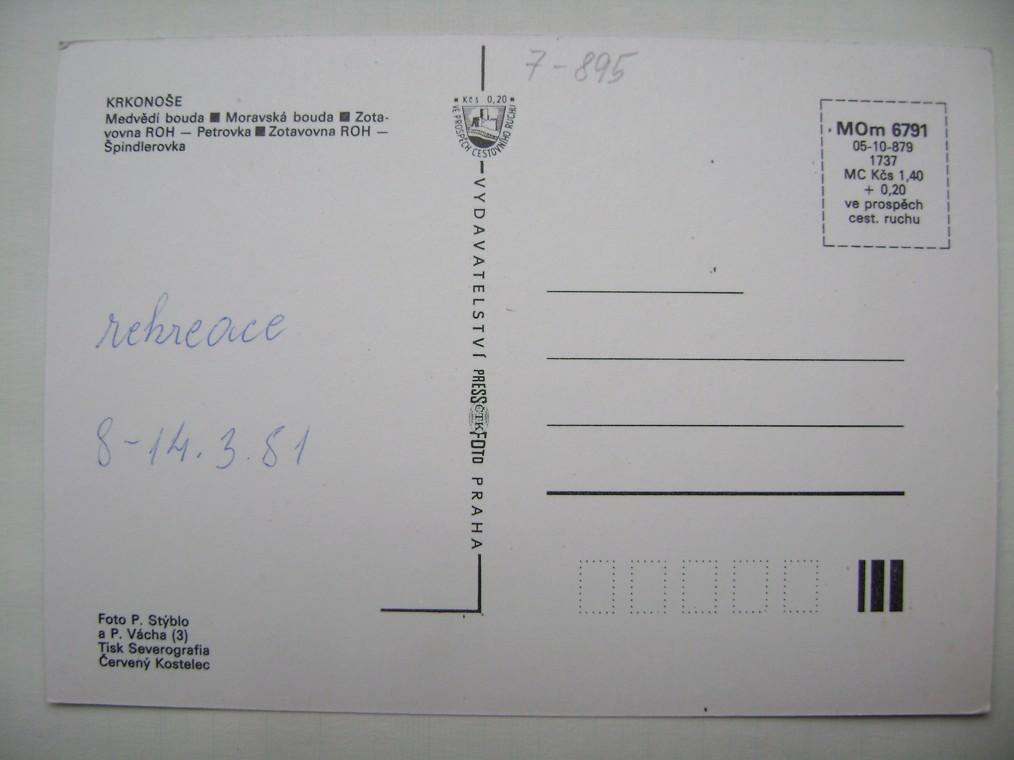 7-895
KRKONOŠE
Medvědí bouda ■ Moravská bouda ■ Zota-
vovna ROH — Petrovka ■ Zotavovna ROH —
Špindlerovka
Kčs 0,20
VE PROSPĚCH CESTOVNÍHO RUCHU
MOm 6791
05-10-879
1737
MC Kčs 1,40
+ 0,20
ve prospěch
cest. ruchu
VYDAVATELSTVÍ PRESSFOTO PRAHA
ČTK
rekreace
8-14.3.81
Foto P. Stýblo
a P. Vácha (3)
Tisk Severografia
Červený Kostelec